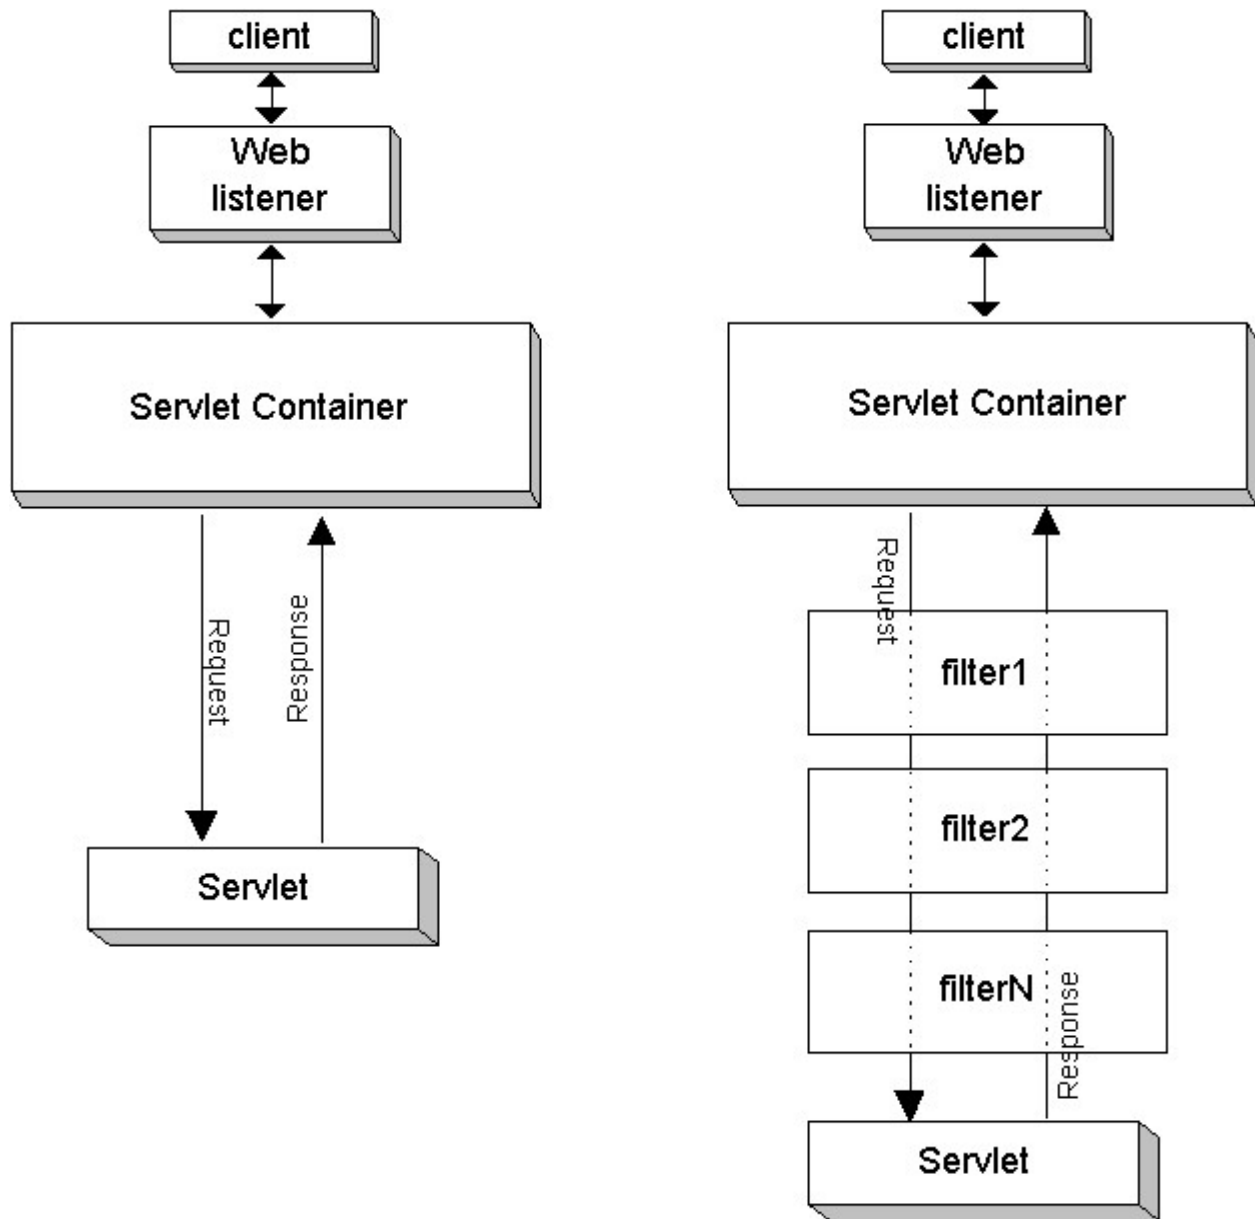 client
Web
listener
Servlet Container
Request
Response
Servlet
client
Web
listener
Servlet Container
Request
filter1
filter2
filterN
Response
Servlet